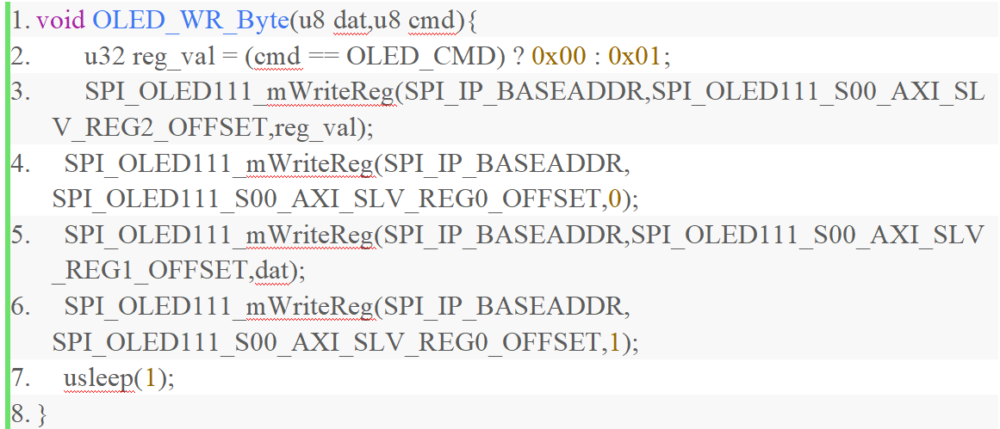 1. void OLED_WR_Byte(u8 dat,u8 cmd){
2. u32 reg_val = (cmd == OLED_CMD) ? 0x00 : 0x01;
3. SPI_OLED111_mWriteReg(SPI_IP_BASEADDR,SPI_OLED111_S00_AXI_SL
V_REG2_OFFSET,reg_val);
4. SPI_OLED111_mWriteReg(SPI_IP_BASEADDR,
SPI_OLED111_S00_AXI_SLV_REG0_OFFSET,0);
5. SPI_OLED111_mWriteReg(SPI_IP_BASEADDR,SPI_OLED111_S00_AXI_SLV
_REG1_OFFSET,dat);
6. SPI_OLED111_mWriteReg(SPI_IP_BASEADDR,
SPI_OLED111_S00_AXI_SLV_REG0_OFFSET,1);
7. usleep(1);
8. }